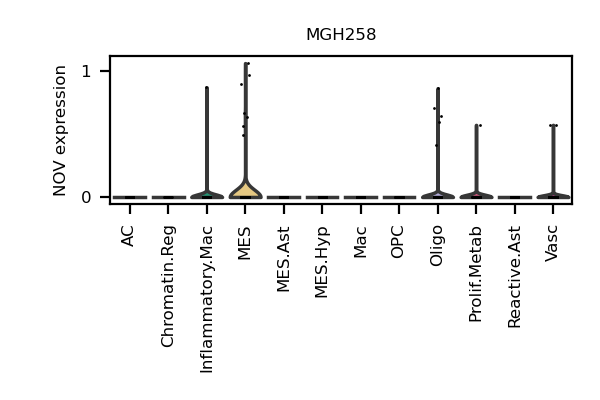 MGH258
NOV expression
1
0
AC
Chromatin.Reg
Inflammatory.Mac
MES
MES.Ast
MES.Hyp
Mac
OPC
Oligo
Prolif.Metab
Reactive.Ast
Vasc